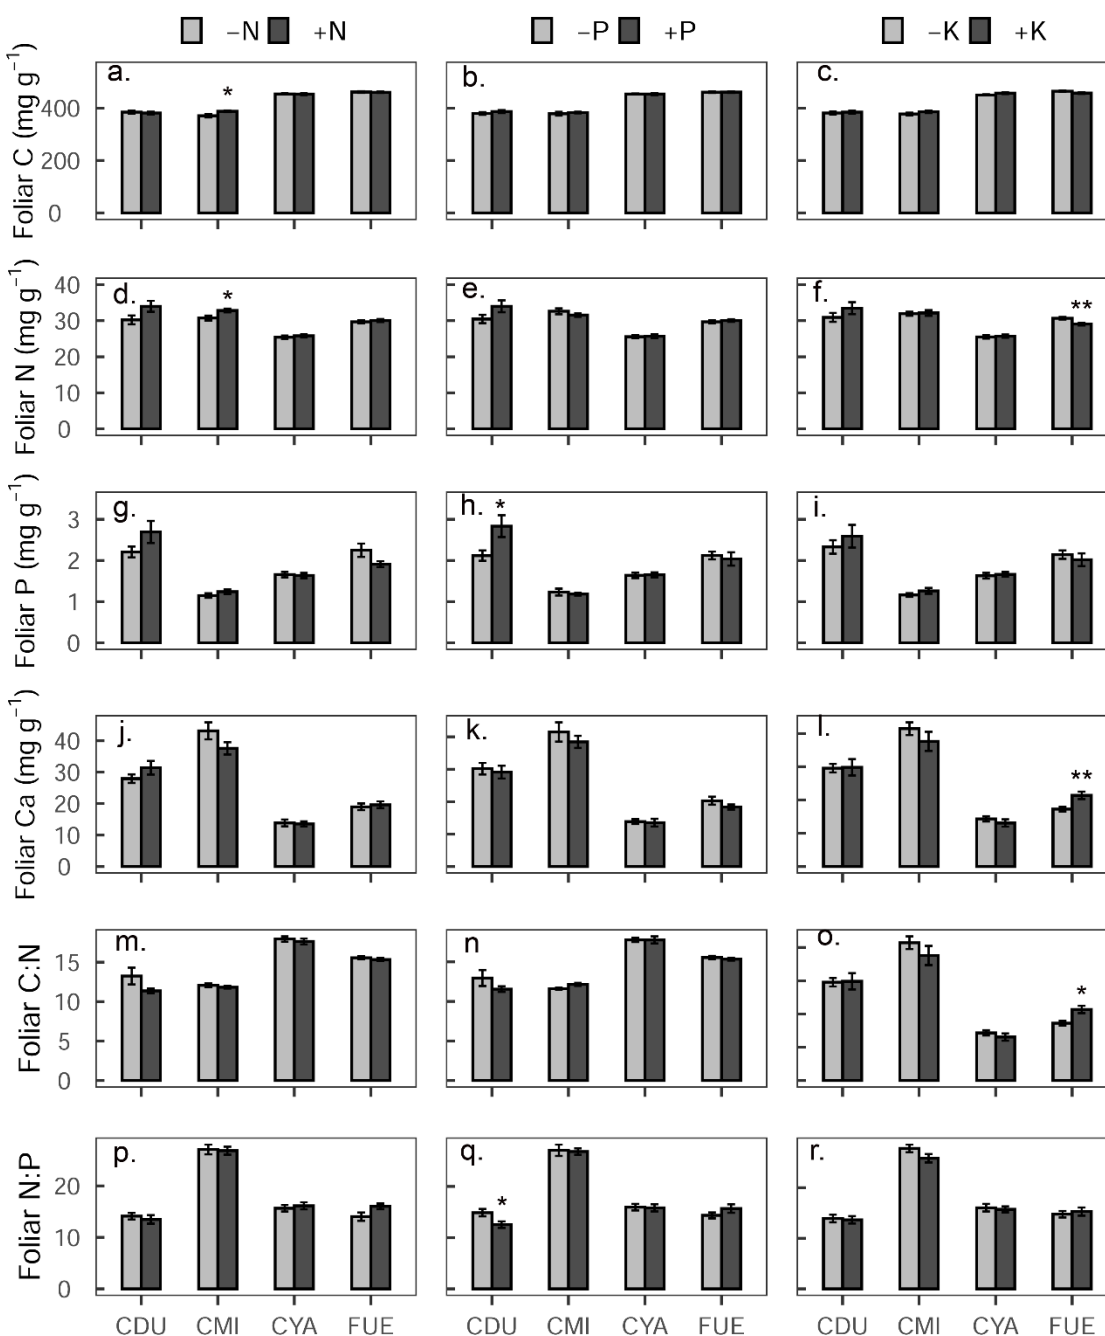 −N +N −P +P −K +K
Foliar C (mg g⁻¹)
a. b. c.
*
400
200
0
Foliar N (mg g⁻¹)
d. e. f.
* **
40
30
20
10
0
Foliar P (mg g⁻¹)
g. h. i.
*
3
2
1
0
Foliar Ca (mg g⁻¹)
j. k. l.
**
40
30
20
10
0
Foliar C:N
m. n o.
*
15
10
5
0
Foliar N:P
p. q. r.
*
20
10
0
CDU CMI CYA FUE CDU CMI CYA FUE CDU CMI CYA FUE